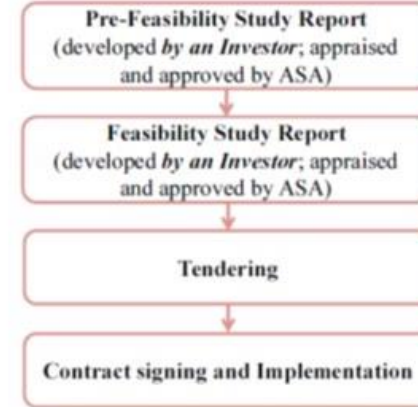 Pre-Feasibility Study Report
(developed by an Investor; appraised
and approved by ASA)
Feasibility Study Report
(developed by an Investor; appraised
and approved by ASA)
Tendering
Contract signing and Implementation